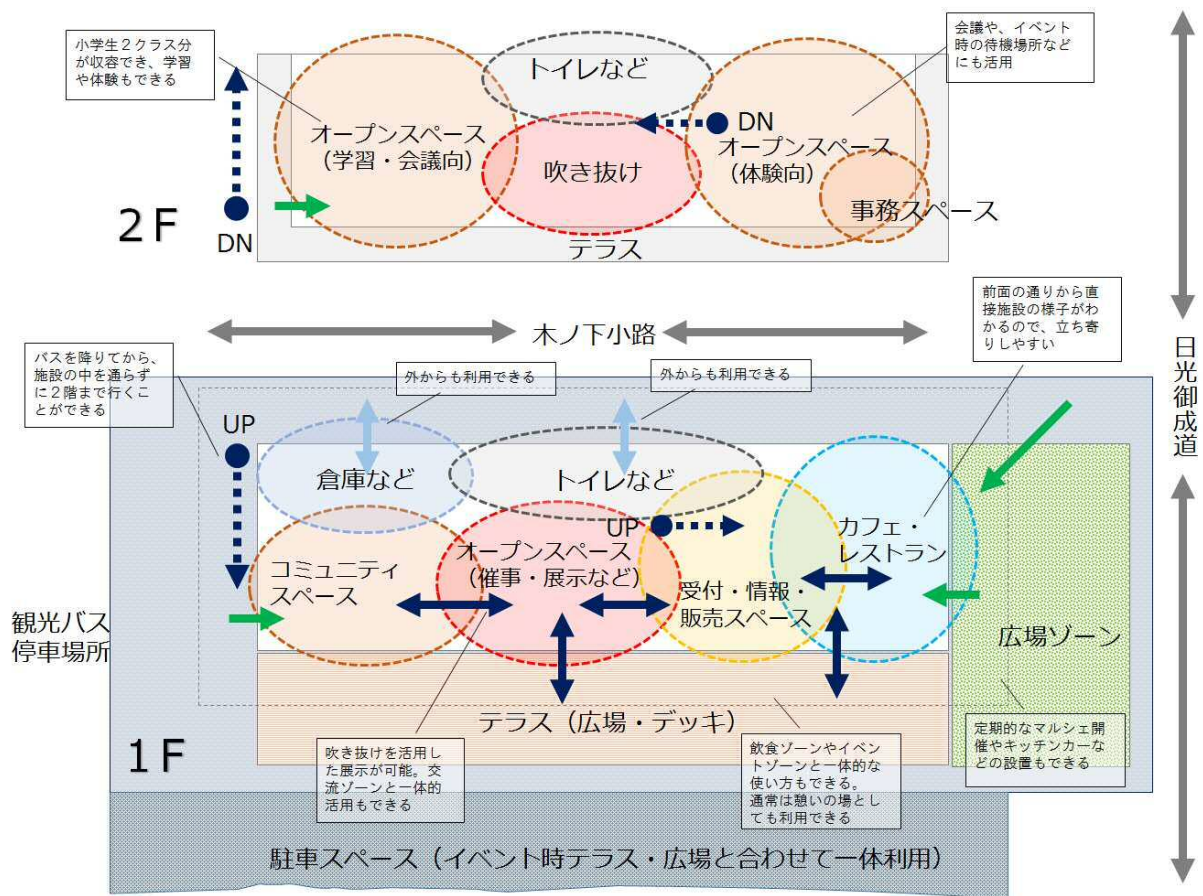 小学生２クラス分
が収容でき、学習
や体験もできる
トイレなど
会議や、イベント
時の待機場所など
にも活用
オープンスペース
（学習・会議向）
吹き抜け
DN
オープンスペース
（体験向）
事務スペース
２F
DN
テラス
木ノ下小路
前面の通りから直
接施設の様子がわ
かるので、立ち寄
りしやすい
日光御成道
バスを降りてから、
施設の中を通らず
に２階まで行くこ
とができる
外からも利用できる
外からも利用できる
UP
倉庫など
トイレなど
コミュニティ
スペース
オープンスペース
（催事・展示など）
UP
受付・情報・
販売スペース
カフェ・
レストラン
観光バス
停車場所
広場ゾーン
テラス（広場・デッキ）
１F
吹き抜けを活用し
た展示が可能。交
流ゾーンと一体的
活用もできる
飲食ゾーンやイベン
トゾーンと一体的な
使い方もできる。
通常は憩いの場とし
ても利用できる
定期的なマルシェ開
催やキッチンカーな
どの設置もできる
駐車スペース（イベント時テラス・広場と合わせて一体利用）